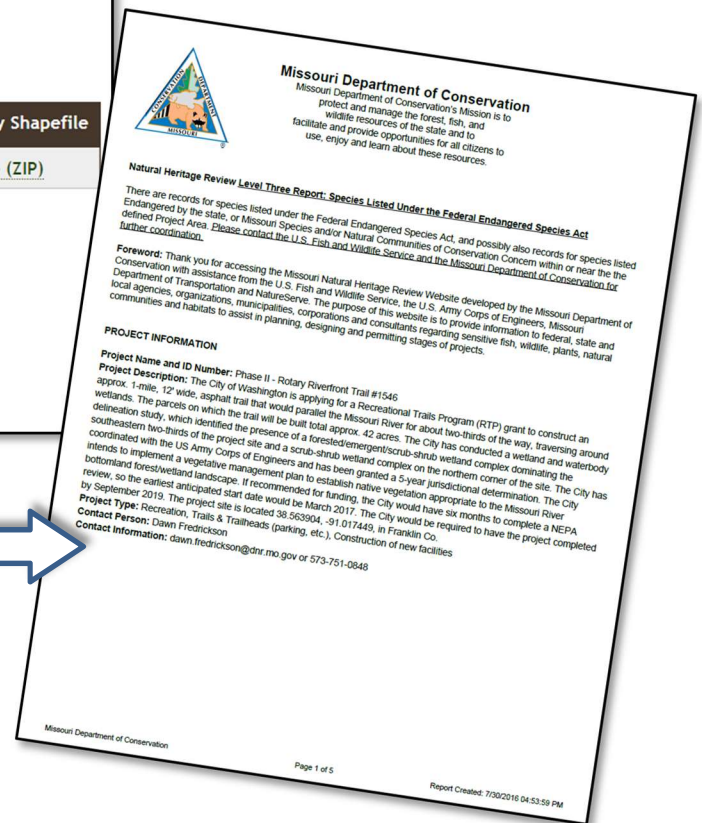 y Shapefile
(ZIP)
CONSERVATION
DEPARTMENT
MISSOURI
®
Missouri Department of Conservation
Missouri Department of Conservation's Mission is to
protect and manage the forest, fish, and
wildlife resources of the state and to
facilitate and provide opportunities for all citizens to
use, enjoy and learn about these resources.
Natural Heritage Review Level Three Report: Species Listed Under the Federal Endangered Species Act
There are records for species listed under the Federal Endangered Species Act, and possibly also records for species listed
Endangered by the state, or Missouri Species and/or Natural Communities of Conservation Concern within or near the the
defined Project Area. Please contact the U.S. Fish and Wildlife Service and the Missouri Department of Conservation for
further coordination.
Foreword: Thank you for accessing the Missouri Natural Heritage Review Website developed by the Missouri Department of
Conservation with assistance from the U.S. Fish and Wildlife Service, the U.S. Army Corps of Engineers, Missouri
Department of Transportation and NatureServe. The purpose of this website is to provide information to federal, state and
local agencies, organizations, municipalities, corporations and consultants regarding sensitive fish, wildlife, plants, natural
communities and habitats to assist in planning, designing and permitting stages of projects.
PROJECT INFORMATION
Project Name and ID Number: Phase II - Rotary Riverfront Trail #1546
Project Description: The City of Washington is applying for a Recreational Trails Program (RTP) grant to construct an
approx. 1-mile, 12' wide, asphalt trail that would parallel the Missouri River for about two-thirds of the way, traversing around
wetlands. The parcels on which the trail will be built total approx. 42 acres. The City has conducted a wetland and waterbody
delineation study, which identified the presence of a forested/emergent/scrub-shrub wetland complex dominating the
southeastern two-thirds of the project site and a scrub-shrub wetland complex on the northern corner of the site. The City has
coordinated with the US Army Corps of Engineers and has been granted a 5-year jurisdictional determination. The City
intends to implement a vegetative management plan to establish native vegetation appropriate to the Missouri River
bottomland forest/wetland landscape. If recommended for funding, the City would have six months to complete a NEPA
review, so the earliest anticipated start date would be March 2017. The City would be required to have the project completed
by September 2019. The project site is located 38.563904, -91.017449, in Franklin Co.
Project Type: Recreation, Trails & Trailheads (parking, etc.), Construction of new facilities
Contact Person: Dawn Fredrickson
Contact Information: dawn.fredrickson@dnr.mo.gov or 573-751-0848
Missouri Department of Conservation
Page 1 of 5
Report Created: 7/30/2016 04:53:59 PM